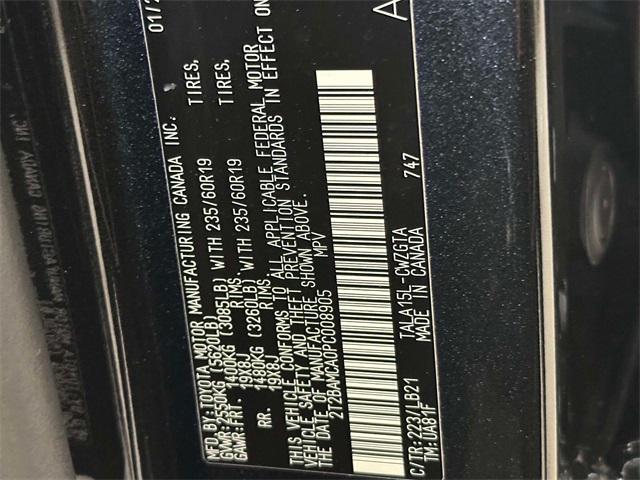 MFD.BY:TOYOTA MOTOR MANUFACTURING CANADA INC. 01/2
GVWR:2550KG(5620LB)
GAWR:FRT. 1400KG (3085LB) WITH 235/60R19 TIRES,
19X8J RIMS,
RR. 1480KG (3260LB) WITH 235/60R19 TIRES,
19X8J RIMS,
THIS VEHICLE CONFORMS TO ALL APPLICABLE FEDERAL MOTOR
VEHICLE SAFETY AND THEFT PREVENTION STANDARDS IN EFFECT ON
THE DATE OF MANUFACTURE SHOWN ABOVE.
2T2BAMCA0PC008905 MPV
A
C/TR:223/LB21 TALA15L-CWZGTA 747
TM:UA81F MADE IN CANADA